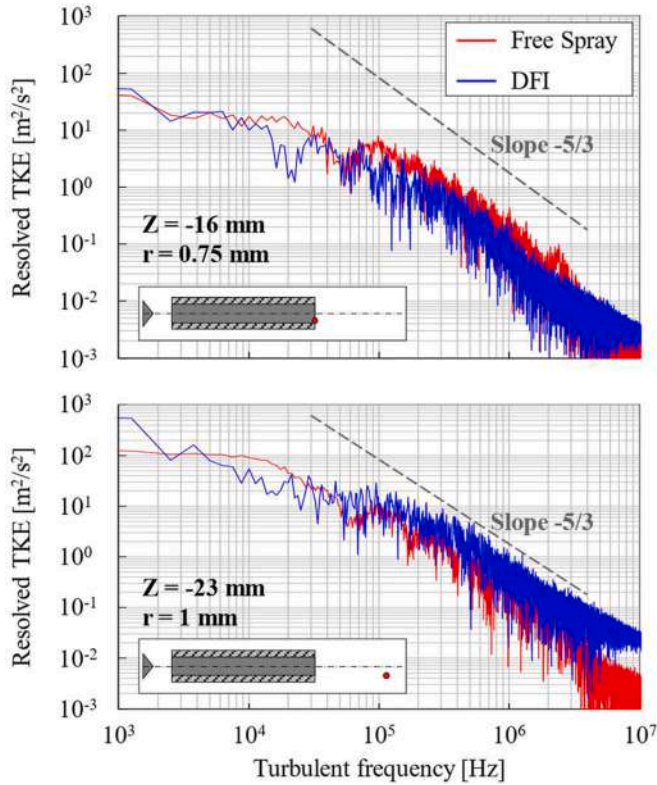 10³
Free Spray
DFI
10²
10¹
10⁰
10⁻¹
10⁻²
10⁻³
Resolved TKE [m²/s²]
Slope -5/3
Z = -16 mm
r = 0.75 mm
10³
10²
10¹
10⁰
10⁻¹
10⁻²
10⁻³
Resolved TKE [m²/s²]
Slope -5/3
Z = -23 mm
r = 1 mm
10³ 10⁴ 10⁵ 10⁶ 10⁷
Turbulent frequency [Hz]